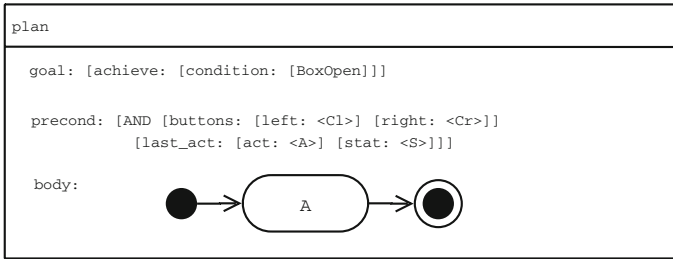 plan
goal: [achieve: [condition: [BoxOpen]]]
precond: [AND [buttons: [left: <Cl>] [right: <Cr>]]
[last_act: [act: <A>] [stat: <S>]]]
body:
A